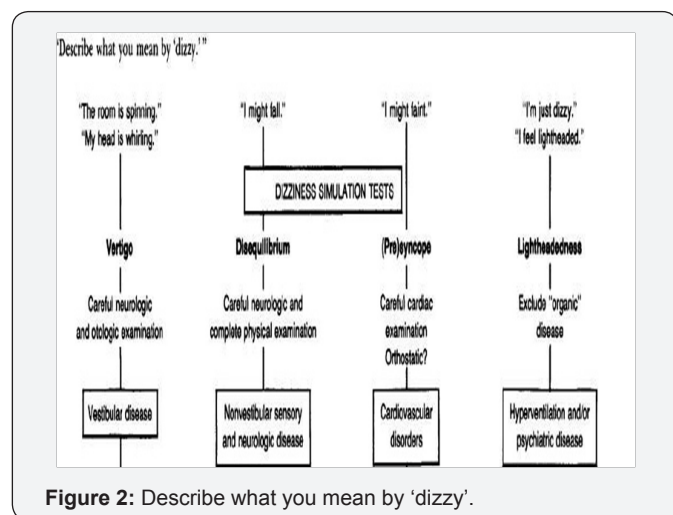 'Describe what you mean by 'dizzy.' "
"The room is spinning."
"My head is whirling."
"I might fall."
"I might faint."
"I'm just dizzy."
"I feel lightheaded."
DIZZINESS SIMULATION TESTS
Vertigo
Disequilibrium
(Pre)syncope
Lightheadedness
Careful neurologic
and otologic examination
Careful neurologic and
complete physical examination
Careful cardiac
examination
Orthostatic?
Exclude "organic"
disease
Vestibular disease
Nonvestibular sensory
and neurologic disease
Cardiovascular
disorders
Hyperventilation and/or
psychiatric disease
Figure 2: Describe what you mean by 'dizzy'.